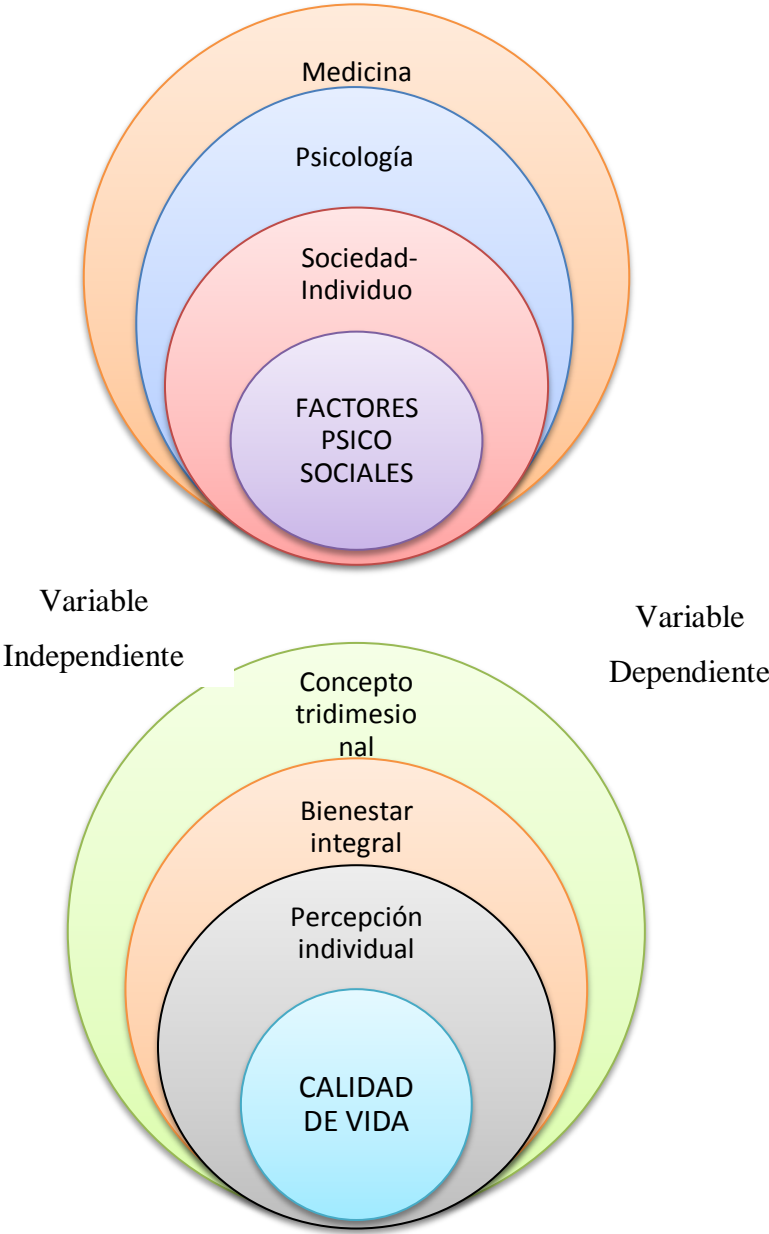 Medicina
Psicología
Sociedad-
Individuo
FACTORES
PSICO
SOCIALES
Variable
Independiente
Variable
Dependiente
Concepto
tridimesio
nal
Bienestar
integral
Percepción
individual
CALIDAD
DE VIDA